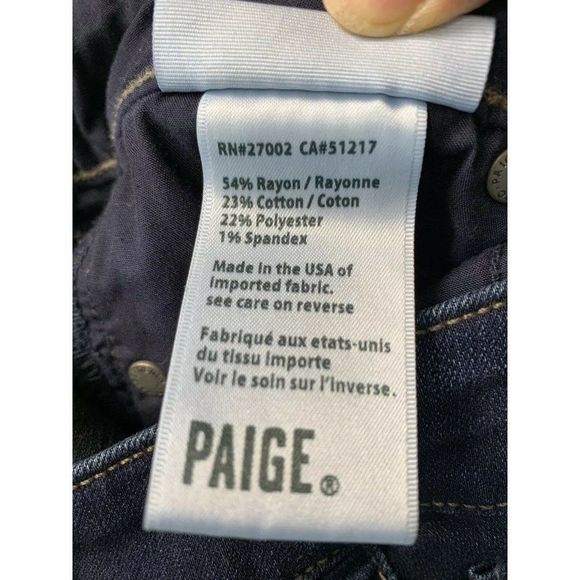 RN#27002 CA#51217
54% Rayon / Rayonne
23% Cotton / Coton
22% Polyester
1% Spandex
Made in the USA of
imported fabric.
see care on reverse
Fabriqué aux etats-unis
du tissu importe
Voir le soin sur l'inverse.
PAIGE®